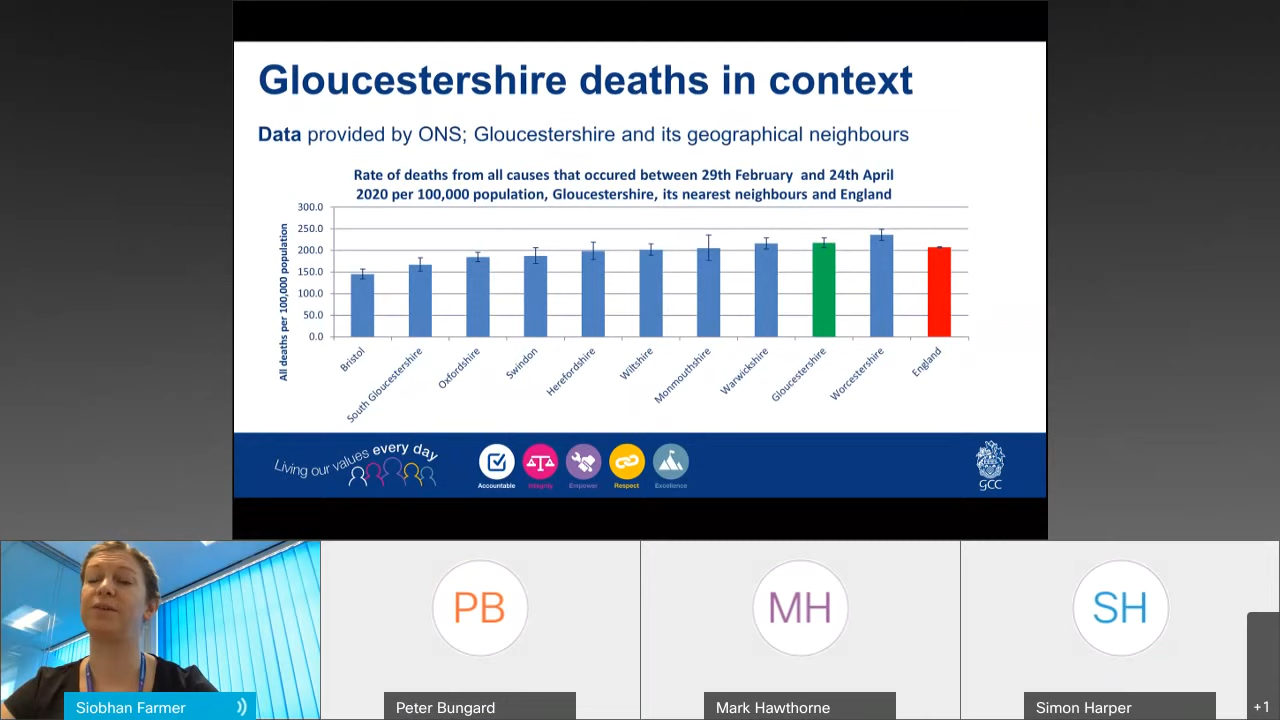 Gloucestershire deaths in context
Data provided by ONS; Gloucestershire and its geographical neighbours
Rate of deaths from all causes that occured between 29th February and 24th April
2020 per 100,000 population, Gloucestershire, its nearest neighbours and England
All deaths per 100,000 population
300.0
250.0
200.0
150.0
100.0
50.0
0.0
Bristol
South Gloucestershire
Oxfordshire
Swindon
Herefordshire
Wiltshire
Monmouthshire
Warwickshire
Gloucestershire
Worcestershire
England
Living our values every day
Accountable
Integrity
Empower
Respect
Excellence
GCC
PB
MH
SH
Siobhan Farmer
Peter Bungard
Mark Hawthorne
Simon Harper
+1